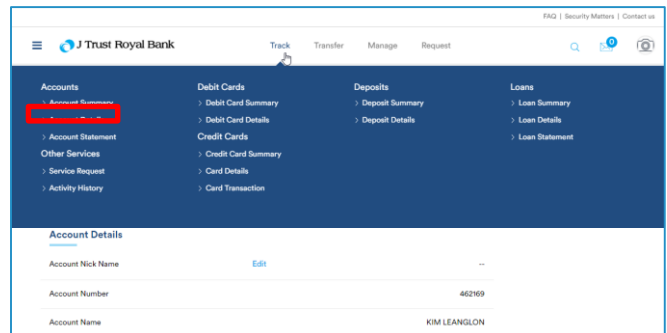 FAQ | Security Matters | Contact us
J Trust Royal Bank
Track Transfer Manage Request
0
Accounts Debit Cards Deposits Loans
> Account Summary > Debit Card Summary > Deposit Summary > Loan Summary
> Account Details > Debit Card Details > Deposit Details > Loan Details
> Account Statement Credit Cards > Loan Statement
Other Services > Credit Card Summary
> Service Request > Card Details
> Activity History > Card Transaction
Account Details
Account Nick Name Edit --
Account Number 462169
Account Name KIM LEANGLON